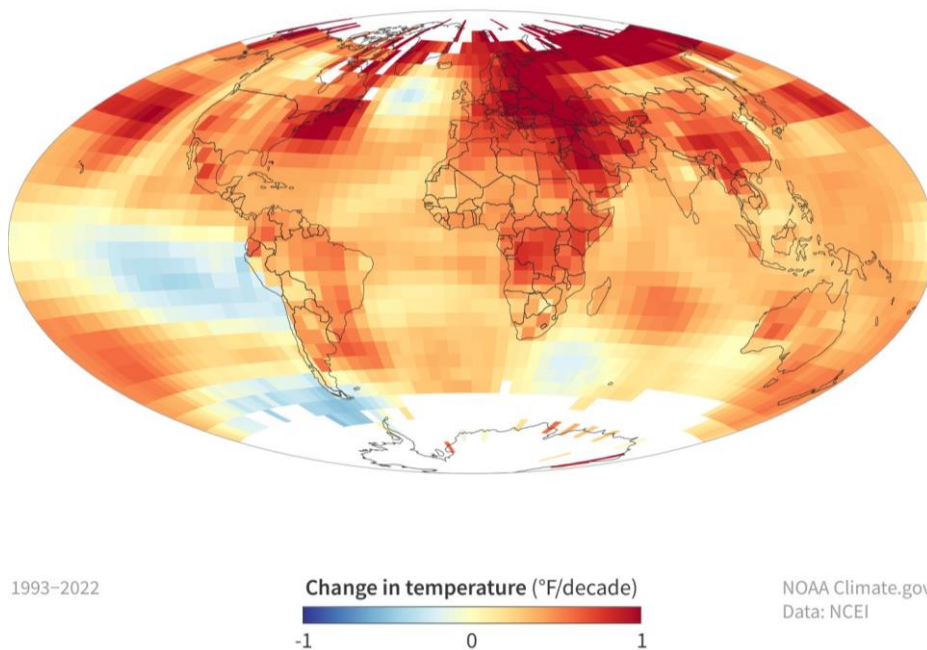 1993–2022
Change in temperature (°F/decade)
-1 0 1
NOAA Climate.gov
Data: NCEI